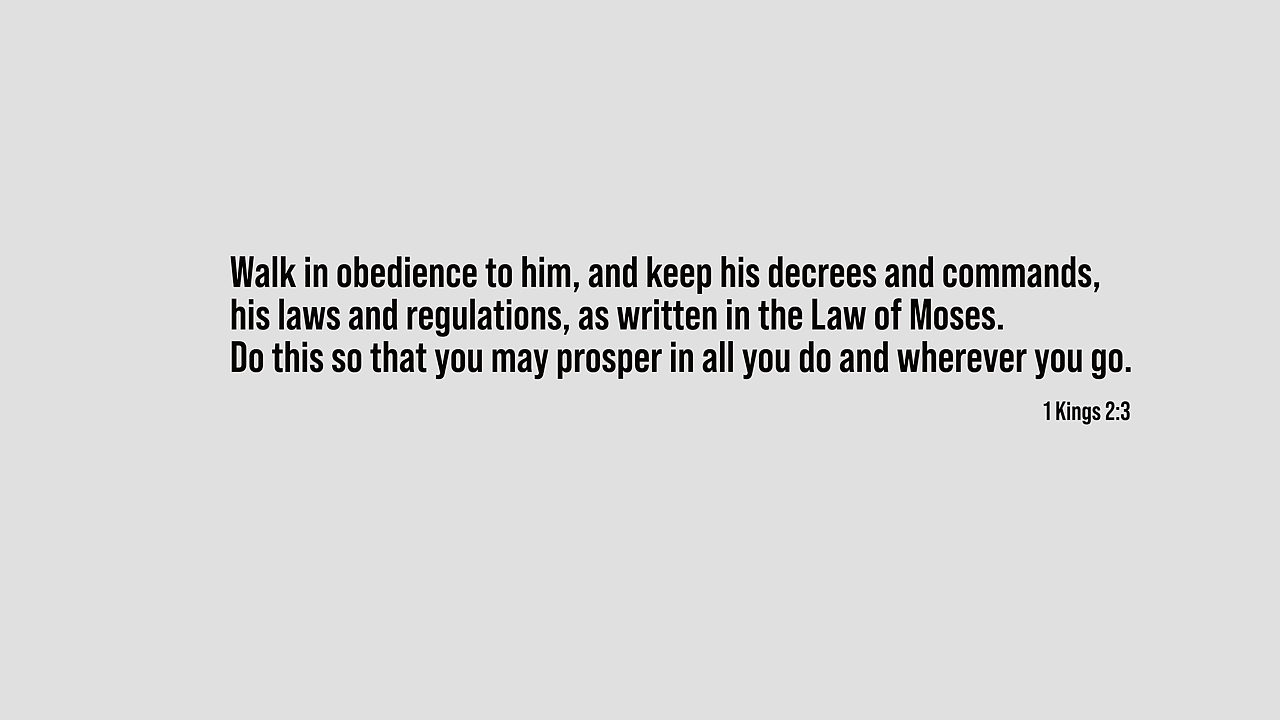 Walk in obedience to him, and keep his decrees and commands,
his laws and regulations, as written in the Law of Moses.
Do this so that you may prosper in all you do and wherever you go.
1 Kings 2:3